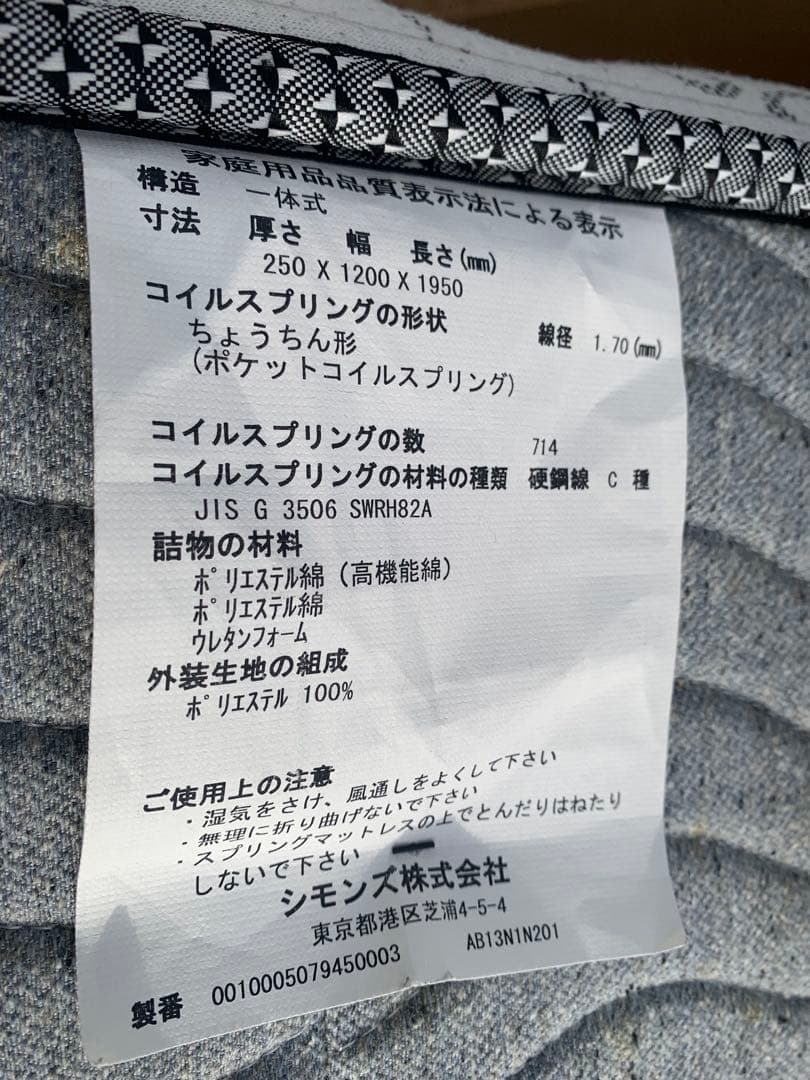 家庭用品品質表示法による表示
構造 一体式
寸法 厚さ 幅 長さ(mm)
250 X 1200 X 1950
コイルスプリングの形状
ちょうちん形 線径 1.70(mm)
(ポケットコイルスプリング)
コイルスプリングの数 714
コイルスプリングの材料の種類 硬鋼線 C 種
JIS G 3506 SWRH82A
詰物の材料
ポリエステル綿(高機能綿)
ポリエステル綿
ウレタンフォーム
外装生地の組成
ポリエステル 100%
ご使用上の注意
・湿気をさけ、風通しをよくして下さい
・無理に折り曲げないで下さい
・スプリングマットレスの上でとんだりはねたり
しないで下さい
シモンズ株式会社
東京都港区芝浦4-5-4
製番 0010005079450003 AB13N1N201